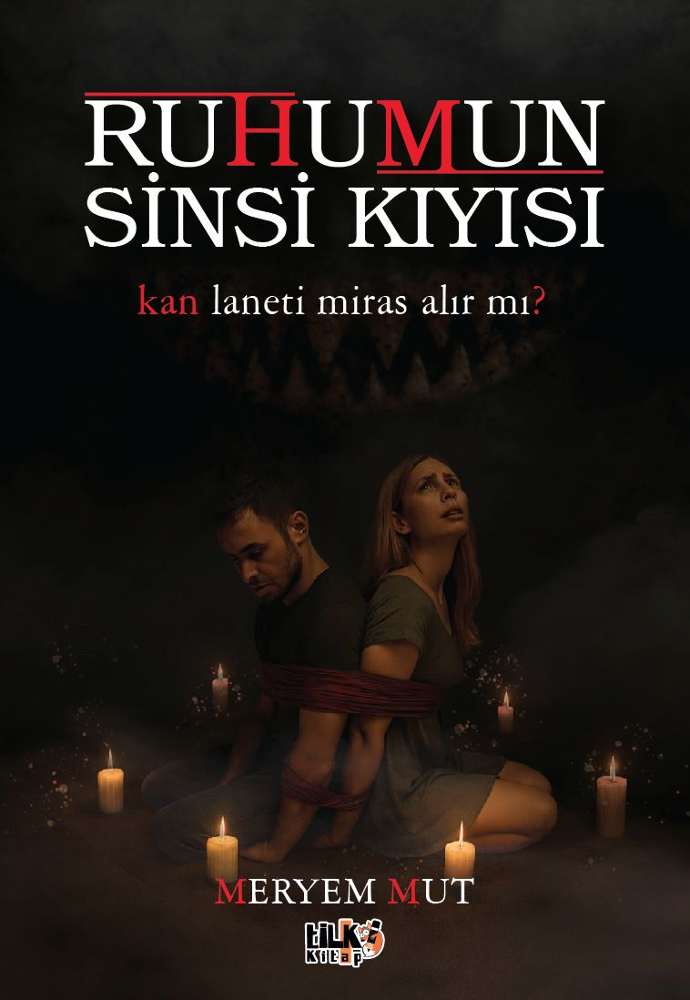 RUHUMUN
SİNSİ KIYISI
kan laneti miras alır mı?
MERYEM MUT
tiLKi
Kitap